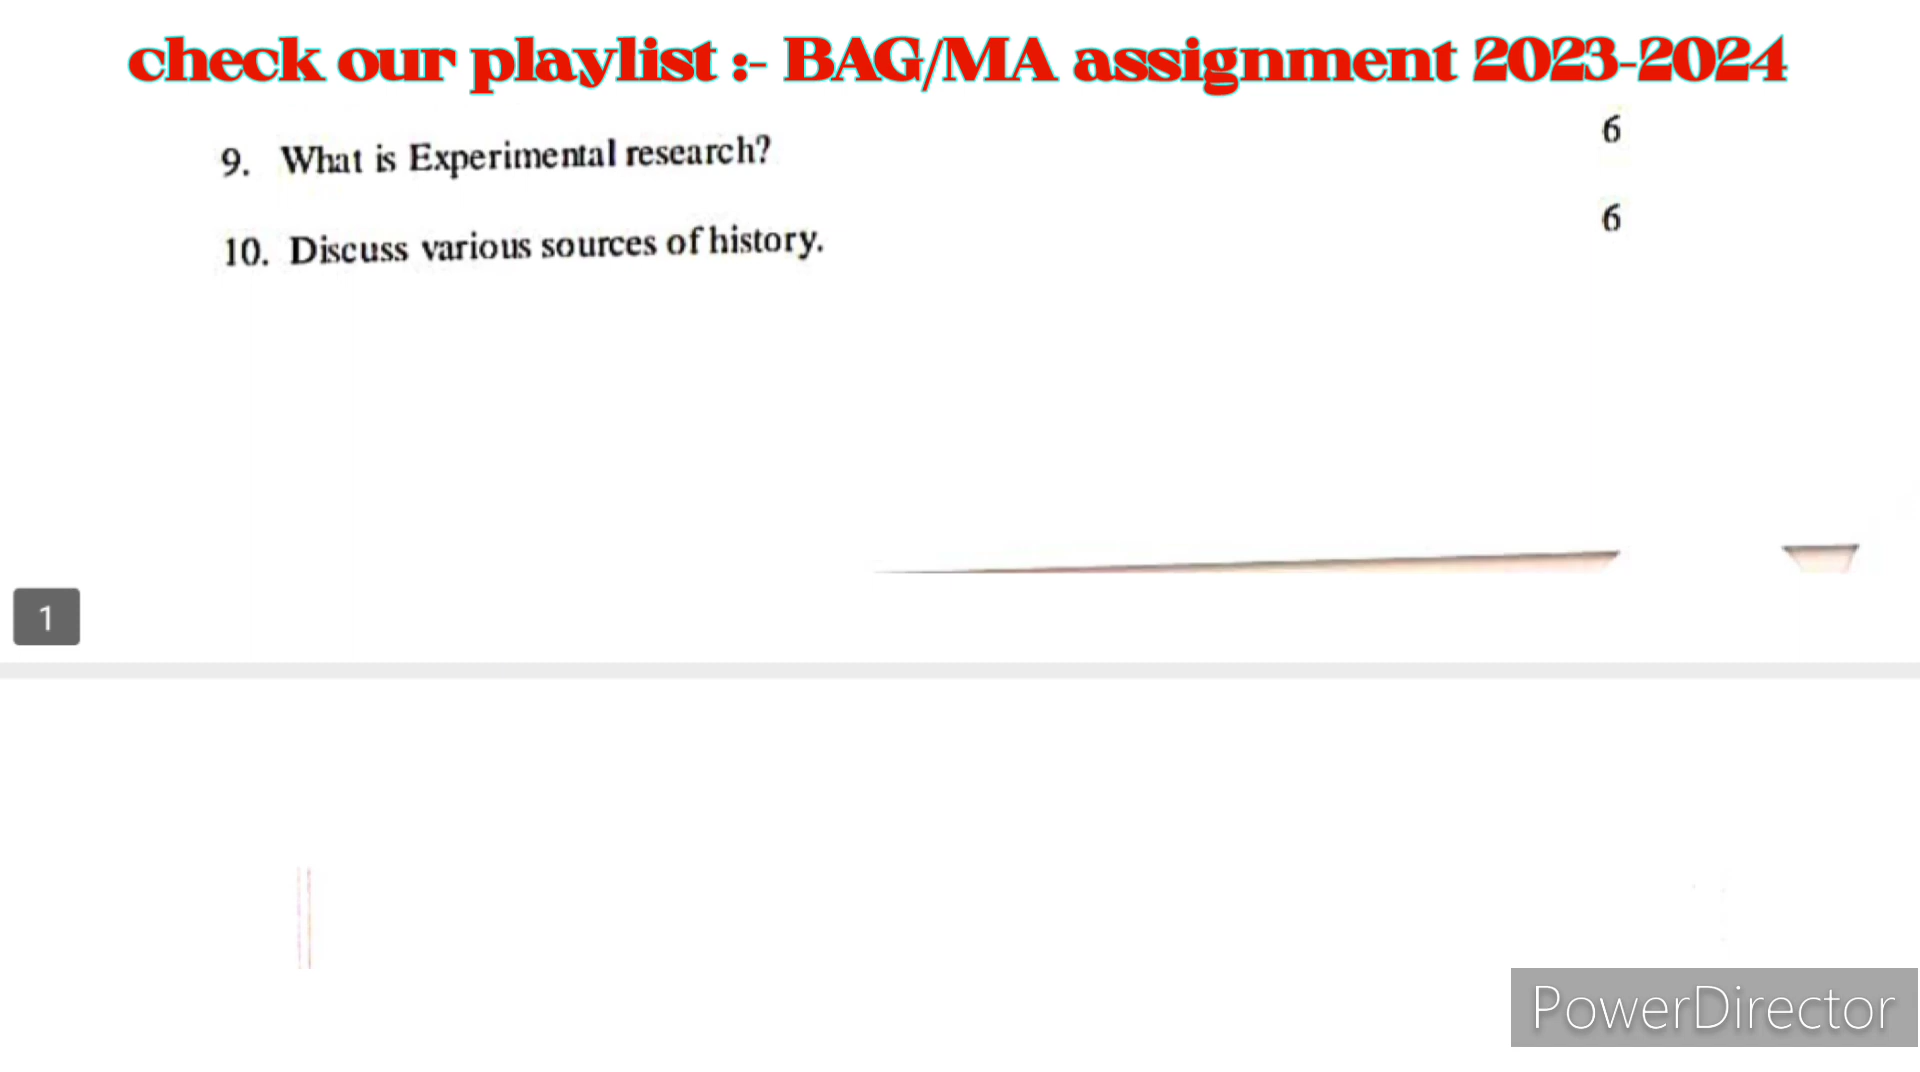 check our playlist :- BAG/MA assignment 2023-2024
9. What is Experimental research? 6
10. Discuss various sources of history. 6
1
PowerDirector